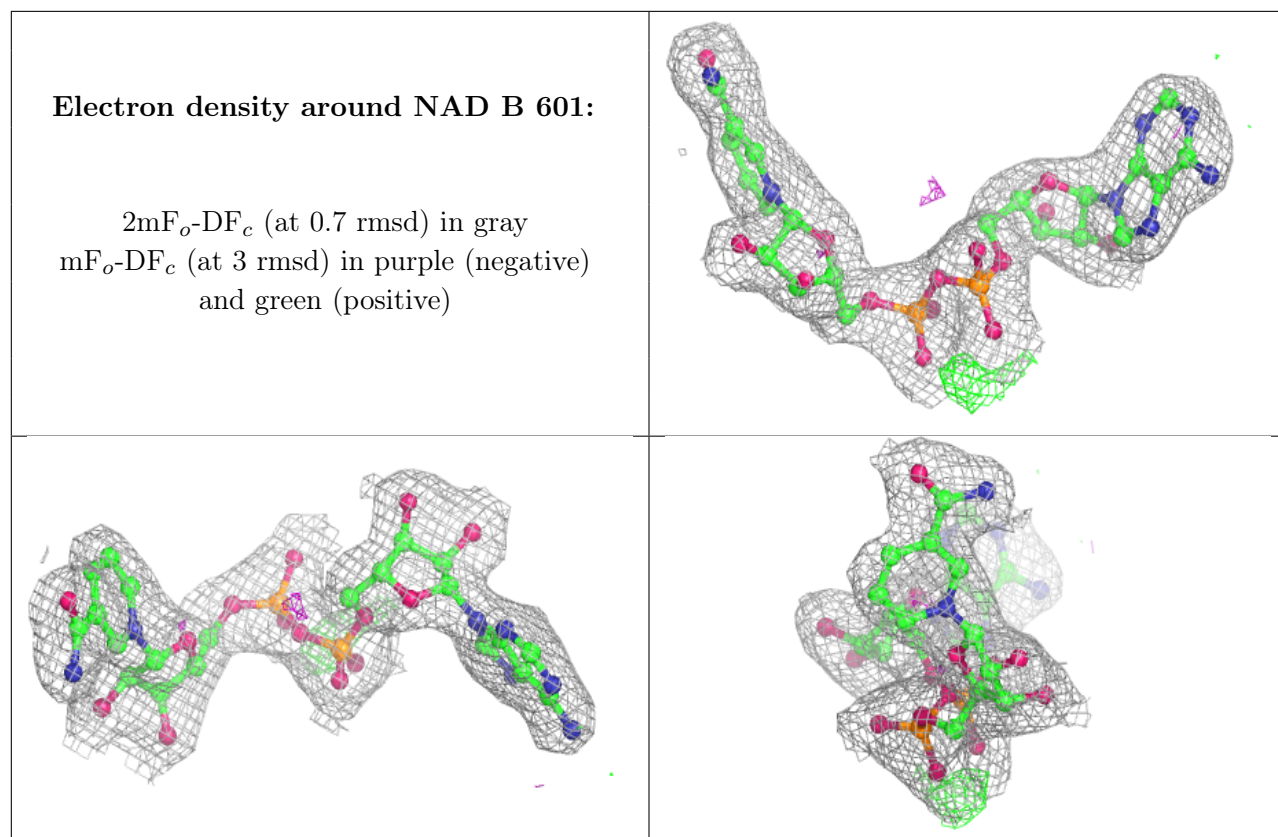 Electron density around NAD B 601:
2mFo-DFc (at 0.7 rmsd) in gray
mFo-DFc (at 3 rmsd) in purple (negative)
and green (positive)